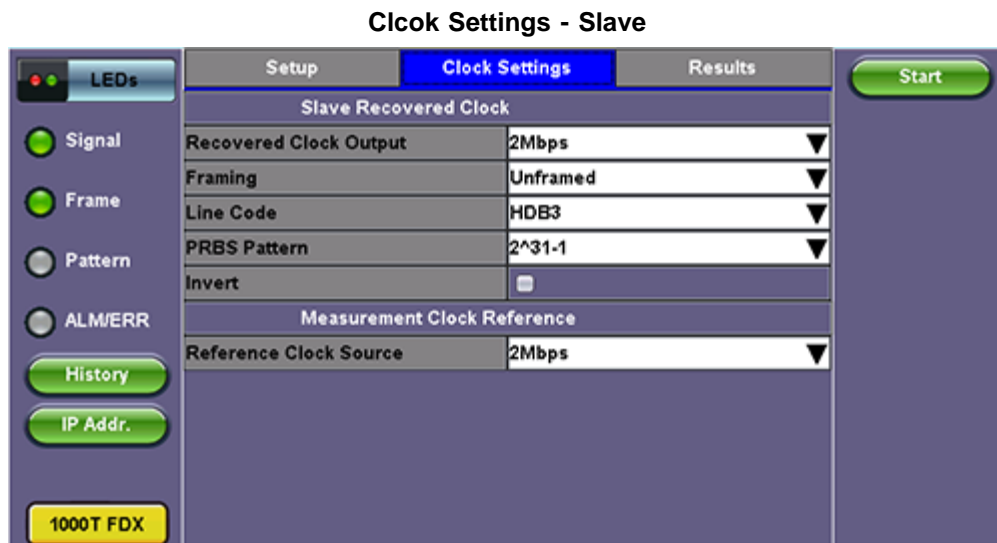 Clcok Settings - Slave
LEDs
Setup
Clock Settings
Results
Start
Slave Recovered Clock
Signal
Recovered Clock Output
2Mbps
Framing
Unframed
Frame
Line Code
HDB3
PRBS Pattern
2^31-1
Pattern
Invert
ALM/ERR
Measurement Clock Reference
Reference Clock Source
2Mbps
History
IP Addr.
1000T FDX